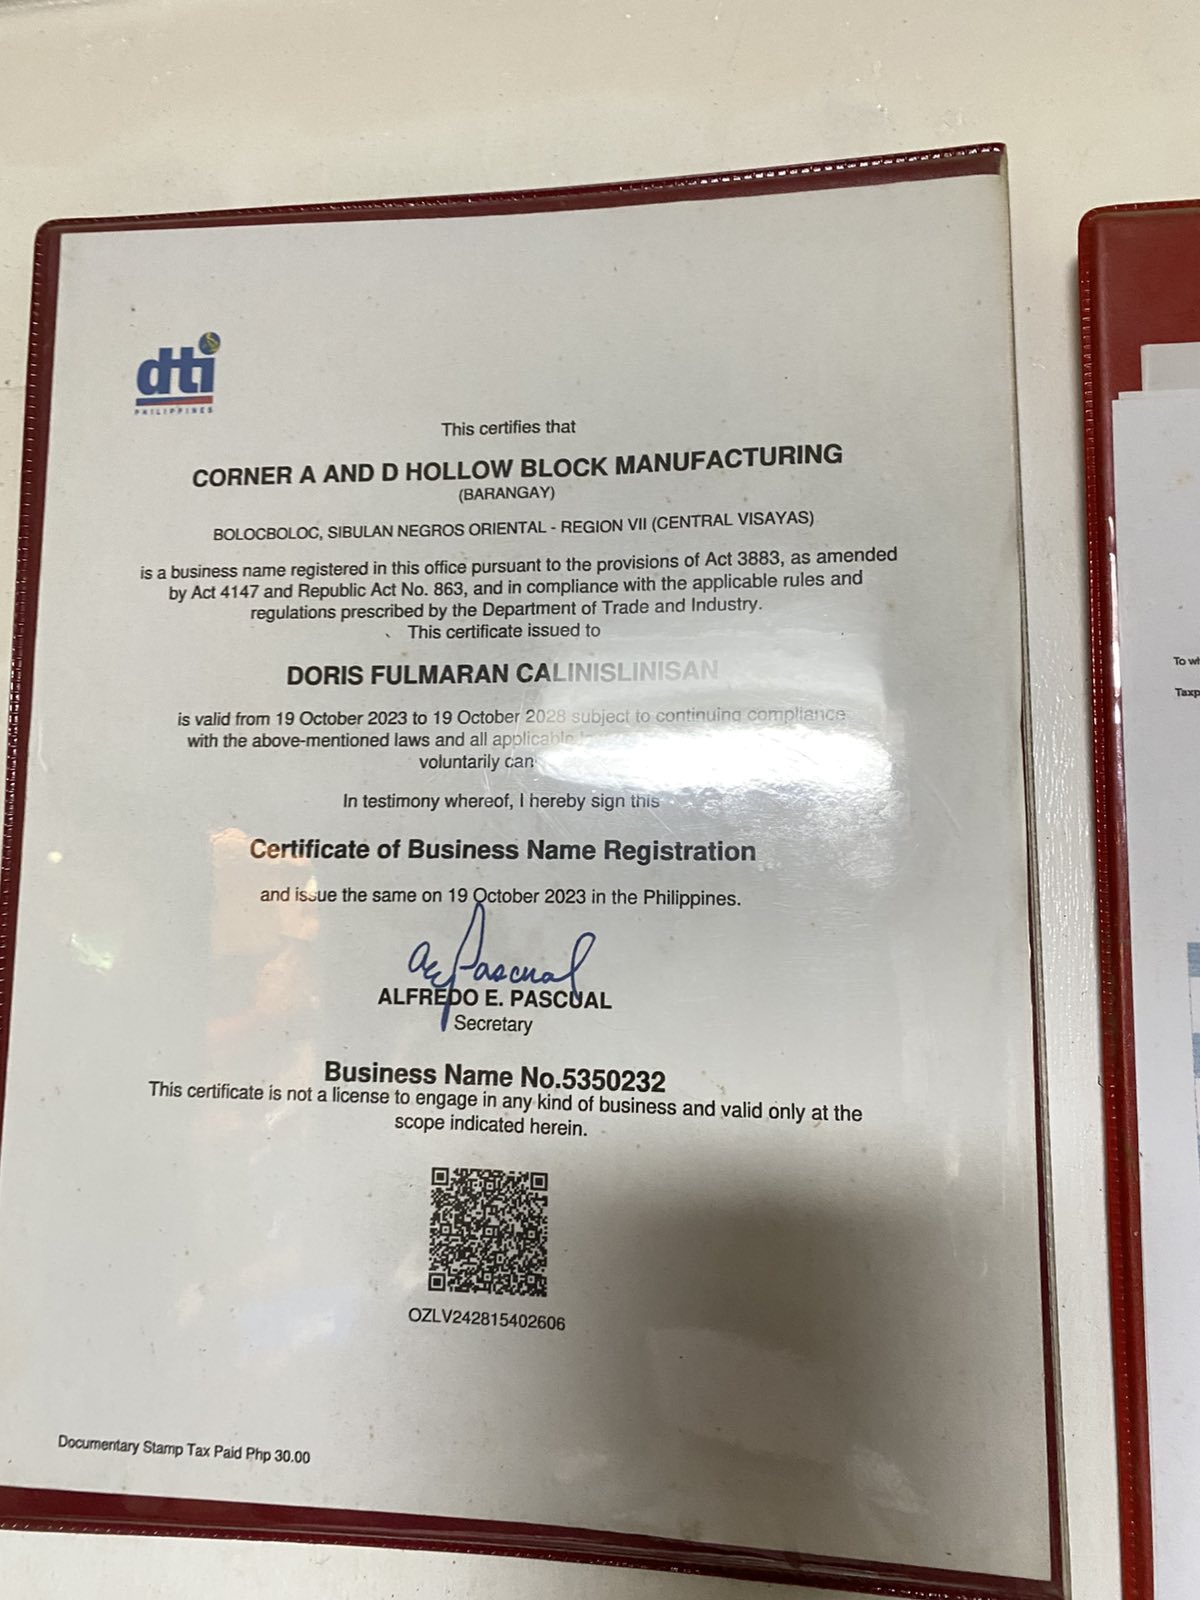 dti
PHILIPPINES
This certifies that
CORNER A AND D HOLLOW BLOCK MANUFACTURING
(BARANGAY)
BOLOCBOLOC, SIBULAN NEGROS ORIENTAL - REGION VII (CENTRAL VISAYAS)
is a business name registered in this office pursuant to the provisions of Act 3883, as amended
by Act 4147 and Republic Act No. 863, and in compliance with the applicable rules and
regulations prescribed by the Department of Trade and Industry.
This certificate issued to
DORIS FULMARAN CALINISLINISAN
is valid from 19 October 2023 to 19 October 2028 subject to continuing compliance
with the above-mentioned laws and all applicable
voluntarily can
In testimony whereof, I hereby sign this
Certificate of Business Name Registration
and issue the same on 19 October 2023 in the Philippines.
ALFREDO E. PASCUAL
Secretary
Business Name No.5350232
This certificate is not a license to engage in any kind of business and valid only at the
scope indicated herein.
OZLV242815402606
Documentary Stamp Tax Paid Php 30.00
To wh
Taxp